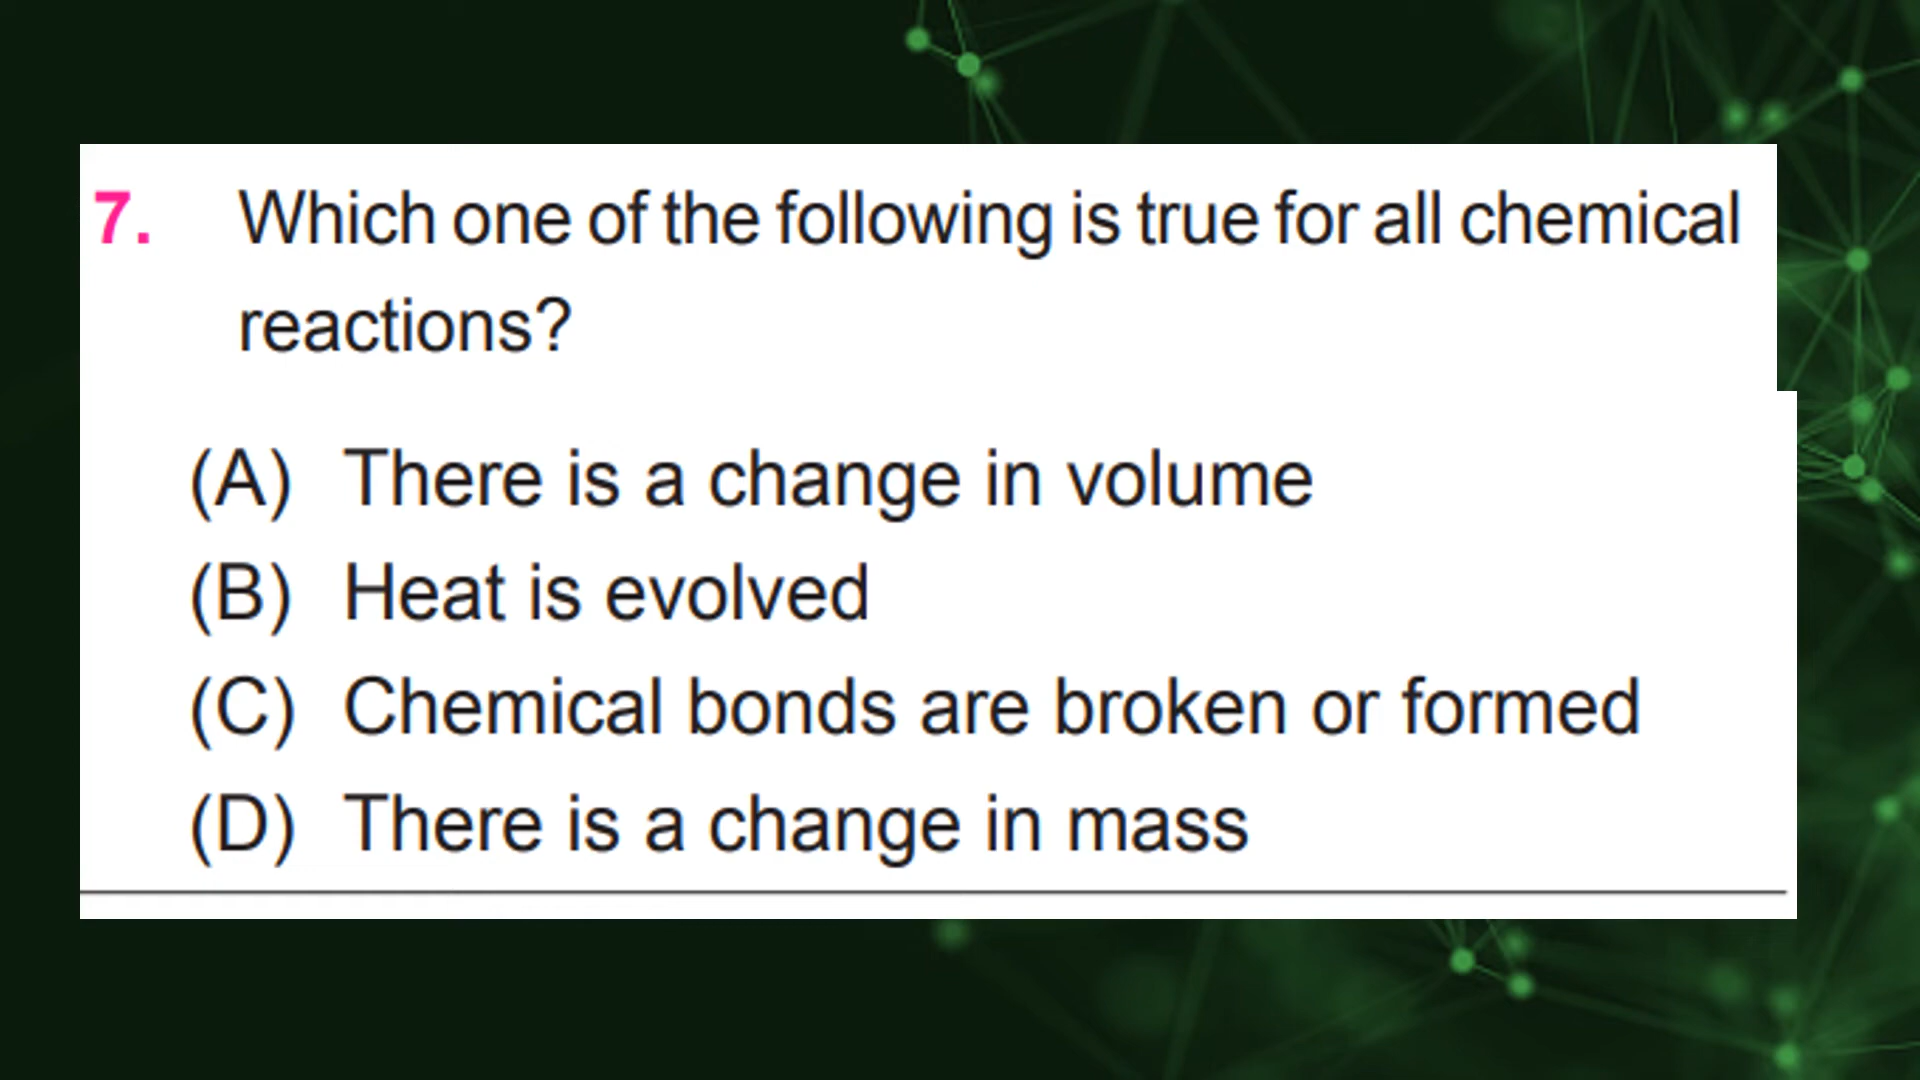 7. Which one of the following is true for all chemical
reactions?
(A) There is a change in volume
(B) Heat is evolved
(C) Chemical bonds are broken or formed
(D) There is a change in mass